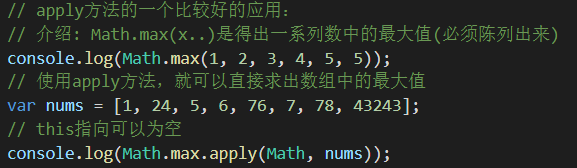 // apply方法的一个比较好的应用：
// 介绍: Math.max(x..)是得出一系列数中的最大值(必须陈列出来)
console.log(Math.max(1, 2, 3, 4, 5, 5));
// 使用apply方法，就可以直接求出数组中的最大值
var nums = [1, 24, 5, 6, 76, 7, 78, 43243];
// this指向可以为空
console.log(Math.max.apply(Math, nums));